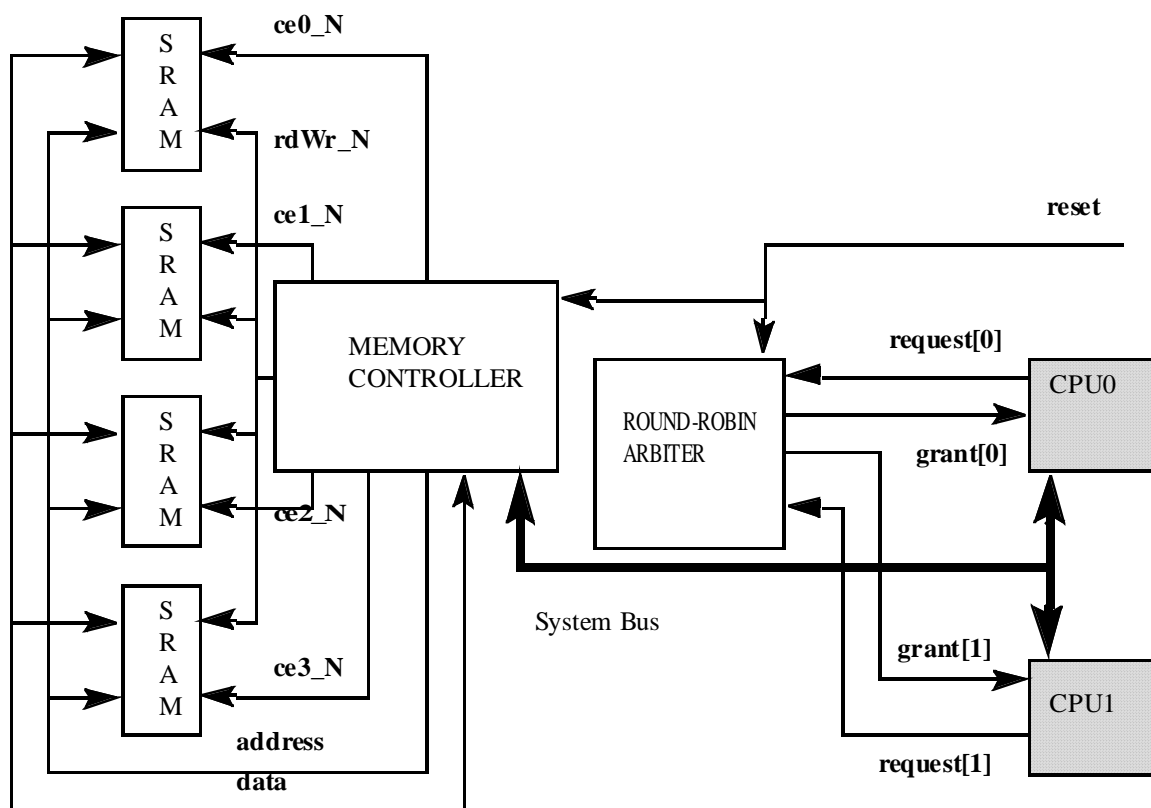 ce0_N
S
R
A
M
rdWr_N
ce1_N
S
R
A
M
reset
MEMORY
CONTROLLER
request[0]
CPU0
ROUND-ROBIN
ARBITER
grant[0]
S
R
A
M
ce2_N
S
R
A
M
System Bus
ce3_N
grant[1]
CPU1
address
data
request[1]